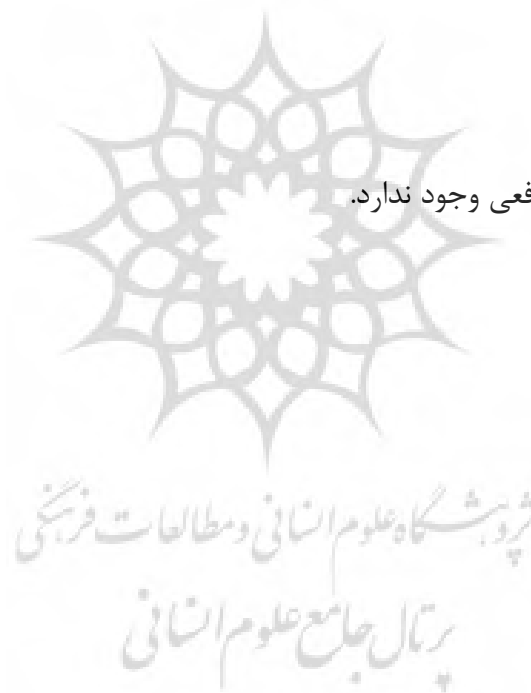 فعی وجود ندارد.
پژوهشگاه علوم انسانی و مطالعات فرهنگی
پرتال جامع علوم انسانی